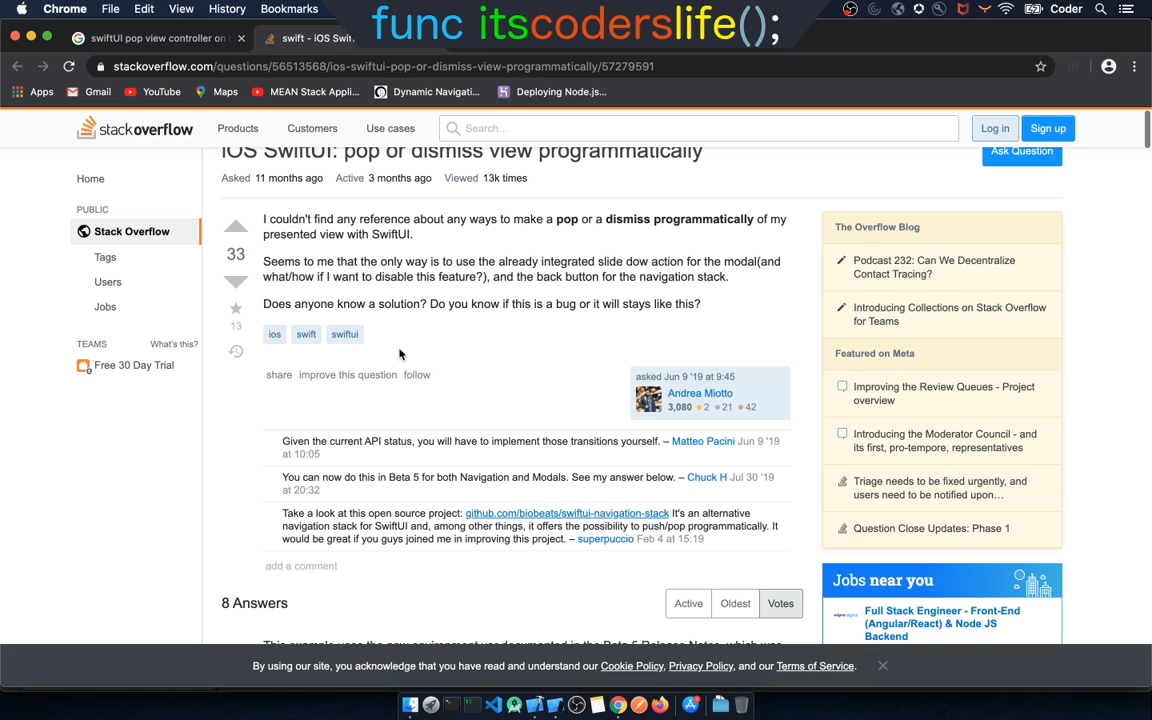 Chrome File Edit View History Bookmarks
func itscoderslife();
Coder
swiftUI pop view controller on
swift - iOS Swif
stackoverflow.com/questions/56513568/ios-swiftui-pop-or-dismiss-view-programmatically/57279591
Apps Gmail YouTube Maps MEAN Stack Appli... Dynamic Navigati... Deploying Node.js...
stackoverflow Products Customers Use cases Search... Log in Sign up
iOS SwiftUI: pop or dismiss view programmatically
Ask Question
Asked 11 months ago Active 3 months ago Viewed 13k times
Home
PUBLIC
Stack Overflow
Tags
Users
Jobs
TEAMS What's this?
Free 30 Day Trial
33
13
I couldn't find any reference about any ways to make a pop or a dismiss programmatically of my
presented view with SwiftUI.
Seems to me that the only way is to use the already integrated slide dow action for the modal(and
what/how if I want to disable this feature?), and the back button for the navigation stack.
Does anyone know a solution? Do you know if this is a bug or it will stays like this?
ios swift swiftui
share improve this question follow
asked Jun 9 '19 at 9:45
Andrea Miotto
3,080 2 21 42
Given the current API status, you will have to implement those transitions yourself. – Matteo Pacini Jun 9 '19
at 10:05
You can now do this in Beta 5 for both Navigation and Modals. See my answer below. – Chuck H Jul 30 '19
at 20:32
Take a look at this open source project: github.com/biobeats/swiftui-navigation-stack It's an alternative
navigation stack for SwiftUI and, among other things, it offers the possibility to push/pop programmatically. It
would be great if you guys joined me in improving this project. – superpuccio Feb 4 at 15:19
add a comment
8 Answers
Active Oldest Votes
This example uses the new environment var documented in the Beta 5 Release Notes, which was
The Overflow Blog
Podcast 232: Can We Decentralize
Contact Tracing?
Introducing Collections on Stack Overflow
for Teams
Featured on Meta
Improving the Review Queues - Project
overview
Introducing the Moderator Council - and
its first, pro-tempore, representatives
Triage needs to be fixed urgently, and
users need to be notified upon...
Question Close Updates: Phase 1
Jobs near you
Full Stack Engineer - Front-End
(Angular/React) & Node JS
Backend
By using our site, you acknowledge that you have read and understand our Cookie Policy, Privacy Policy, and our Terms of Service.